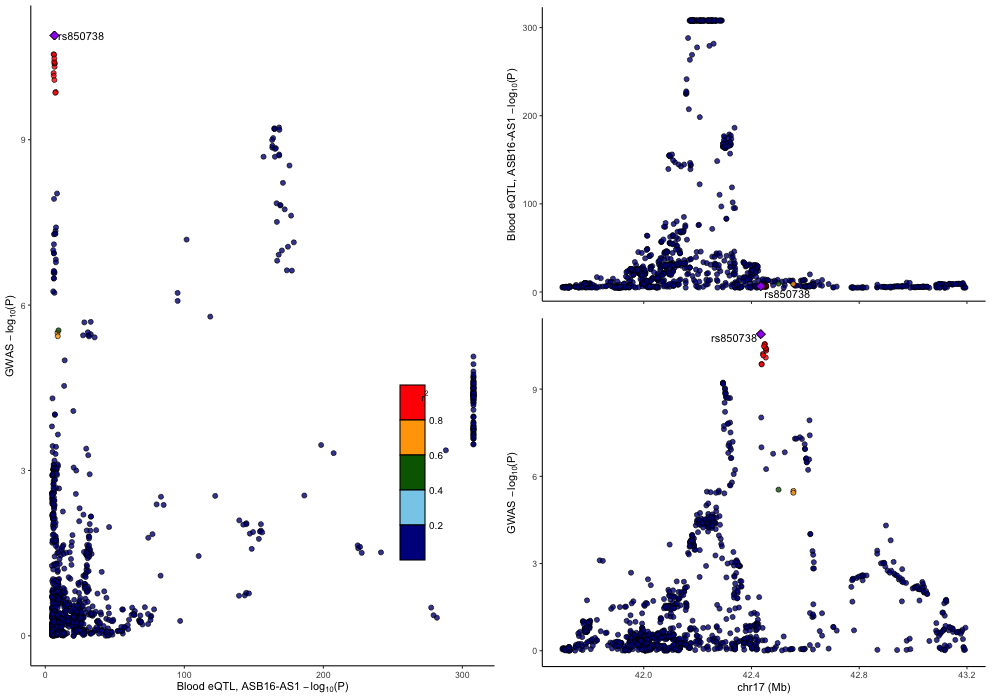 rs850738
9
6
3
0
GWAS −log10(P)
0
100
200
300
Blood eQTL, ASB16-AS1 −log10(P)
r2
0.8
0.6
0.4
0.2
300
200
100
0
Blood eQTL, ASB16-AS1 −log10(P)
rs850738
rs850738
9
6
3
0
GWAS −log10(P)
42.0
42.4
42.8
43.2
chr17 (Mb)